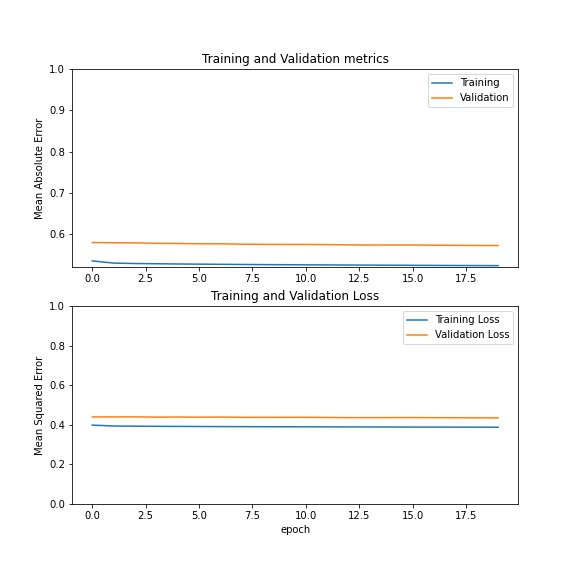 Training and Validation metrics
1.0
0.9
0.8
0.7
0.6
Mean Absolute Error
Training
Validation
0.0 2.5 5.0 7.5 10.0 12.5 15.0 17.5
Training and Validation Loss
1.0
0.8
0.6
0.4
0.2
0.0
Mean Squared Error
Training Loss
Validation Loss
0.0 2.5 5.0 7.5 10.0 12.5 15.0 17.5
epoch